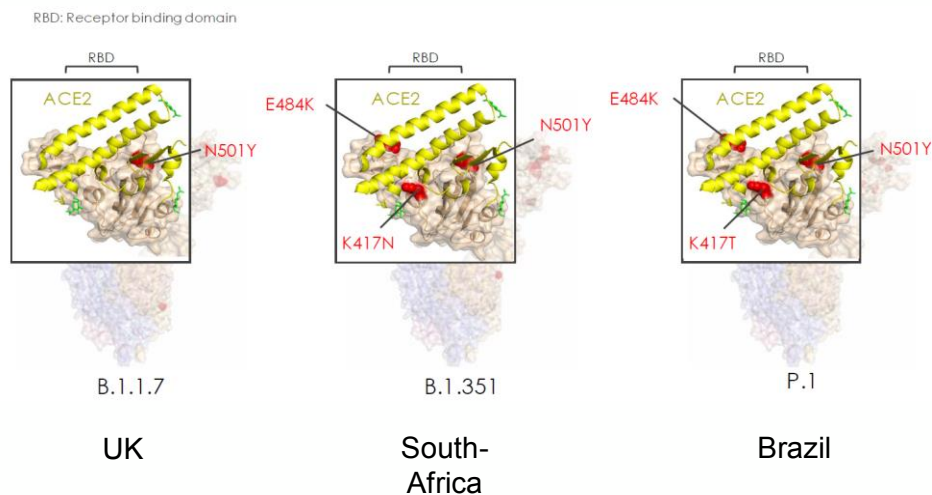 RBD: Receptor binding domain
RBD
ACE2
N501Y
B.1.1.7
UK
RBD
E484K
ACE2
N501Y
K417N
B.1.351
South-
Africa
RBD
E484K
ACE2
N501Y
K417T
P.1
Brazil